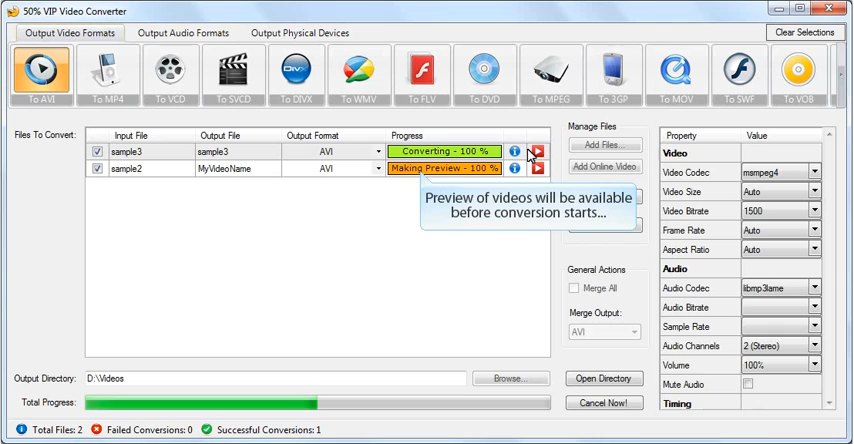 50% VIP Video Converter
Output Video Formats Output Audio Formats Output Physical Devices Clear Selections
To AVI To MP4 To VCD To SVCD To DIVX To WMV To FLV To DVD To MPEG To 3GP To MOV To SWF To VOB
Files To Convert: Input File Output File Output Format Progress
sample3 sample3 AVI Converting - 100 %
sample2 MyVideoName AVI Making Preview - 100 %
Preview of videos will be available
before conversion starts...
Manage Files
Add Files...
Add Online Video
General Actions
Merge All
Merge Output:
AVI
Property Value
Video
Video Codec msmpeg4
Video Size Auto
Video Bitrate 1500
Frame Rate Auto
Aspect Ratio Auto
Audio
Audio Codec libmp3lame
Audio Bitrate
Sample Rate
Audio Channels 2 (Stereo)
Volume 100%
Mute Audio
Timing
Output Directory: D:\Videos Browse... Open Directory
Total Progress: Cancel Now!
Total Files: 2 Failed Conversions: 0 Successful Conversions: 1